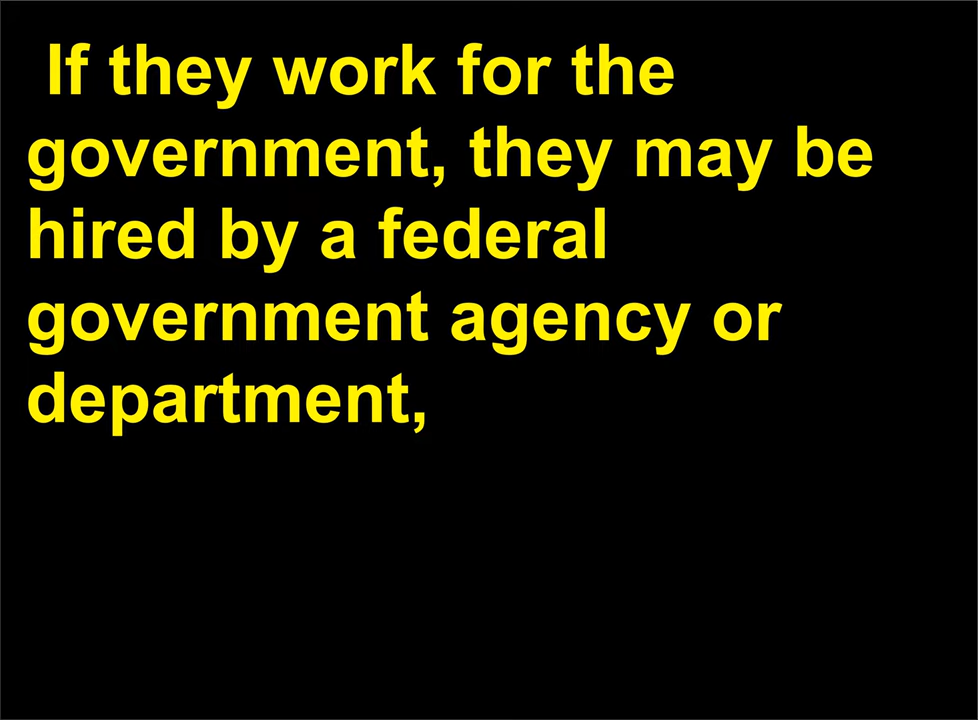 If they work for the
government, they may be
hired by a federal
government agency or
department,